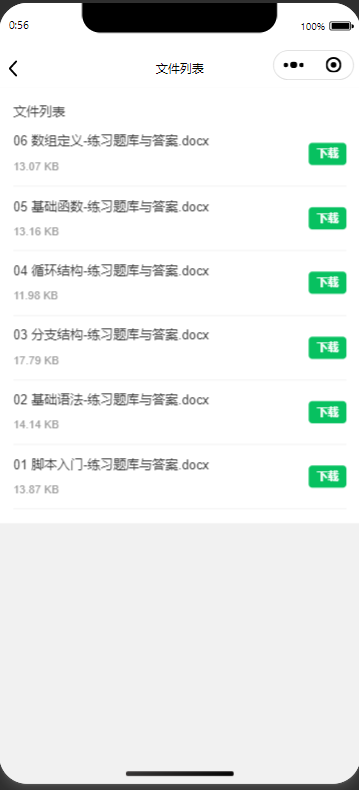 0:56
100%
文件列表
文件列表
06 数组定义-练习题库与答案.docx
13.07 KB
下载
05 基础函数-练习题库与答案.docx
13.16 KB
下载
04 循环结构-练习题库与答案.docx
11.98 KB
下载
03 分支结构-练习题库与答案.docx
17.79 KB
下载
02 基础语法-练习题库与答案.docx
14.14 KB
下载
01 脚本入门-练习题库与答案.docx
13.87 KB
下载